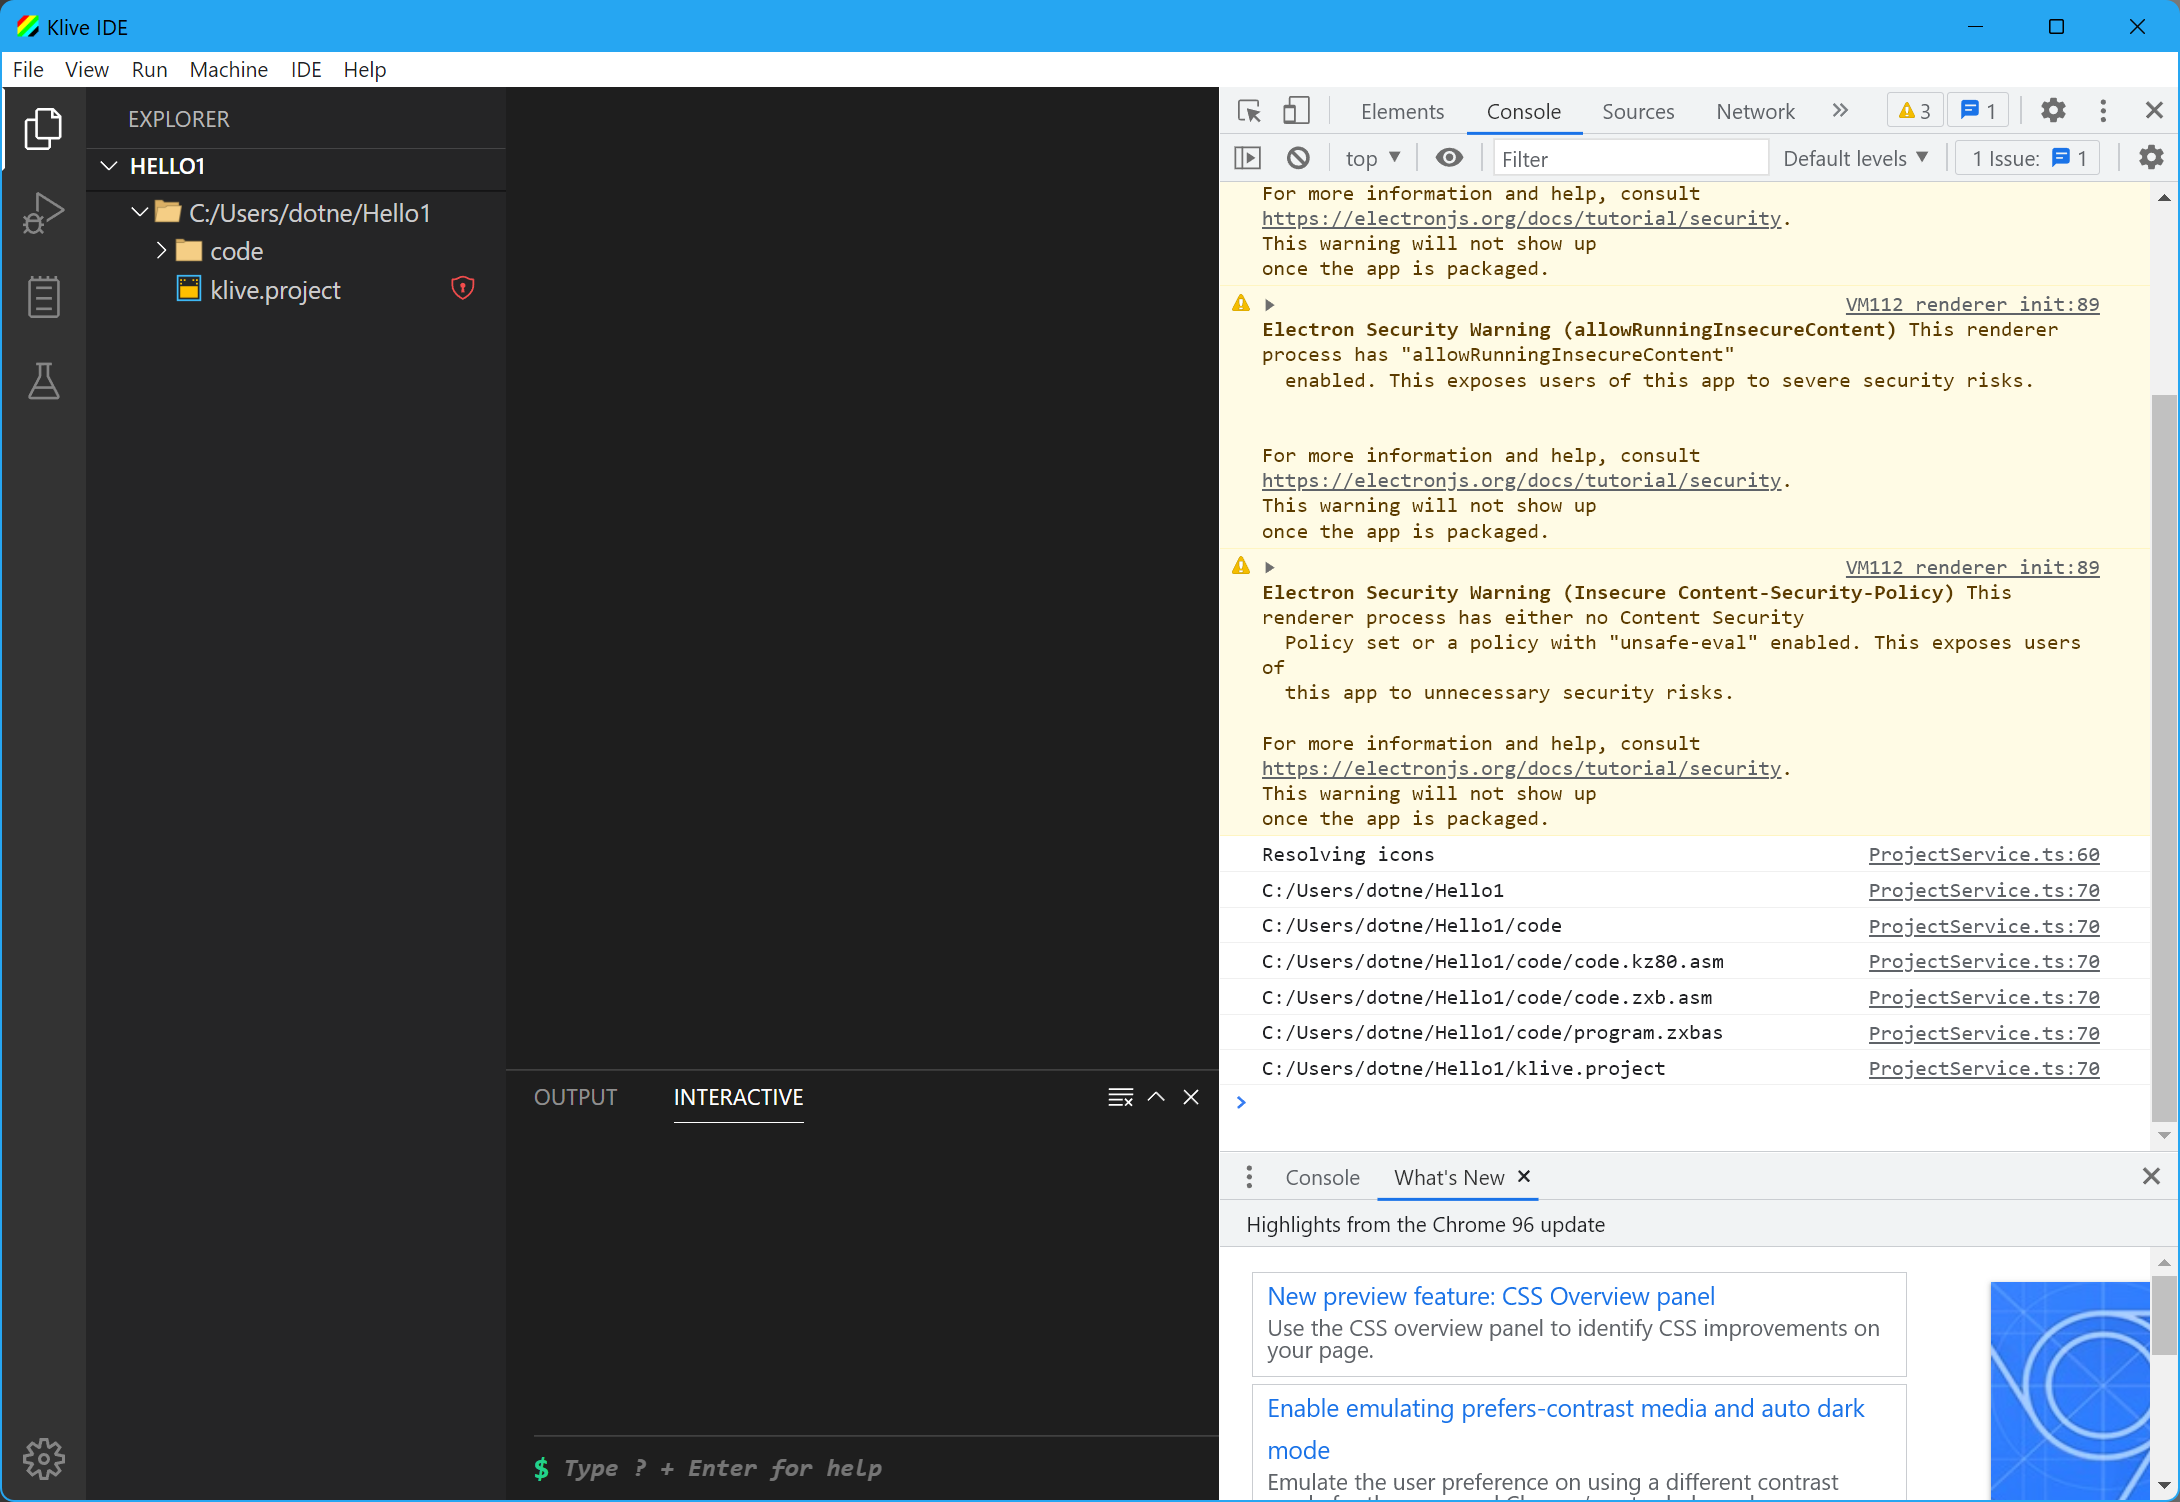 Klive IDE
File View Run Machine IDE Help
EXPLORER
HELLO1
C:/Users/dotne/Hello1
code
klive.project
OUTPUT INTERACTIVE
$ Type ? + Enter for help
Elements Console Sources Network 3 1
top Filter Default levels 1 Issue: 1
For more information and help, consult
https://electronjs.org/docs/tutorial/security.
This warning will not show up
once the app is packaged.
VM112 renderer init:89
Electron Security Warning (allowRunningInsecureContent) This renderer
process has "allowRunningInsecureContent"
enabled. This exposes users of this app to severe security risks.
For more information and help, consult
https://electronjs.org/docs/tutorial/security.
This warning will not show up
once the app is packaged.
VM112 renderer init:89
Electron Security Warning (Insecure Content-Security-Policy) This
renderer process has either no Content Security
Policy set or a policy with "unsafe-eval" enabled. This exposes users
of
this app to unnecessary security risks.
For more information and help, consult
https://electronjs.org/docs/tutorial/security.
This warning will not show up
once the app is packaged.
Resolving icons ProjectService.ts:60
C:/Users/dotne/Hello1 ProjectService.ts:70
C:/Users/dotne/Hello1/code ProjectService.ts:70
C:/Users/dotne/Hello1/code/code.kz80.asm ProjectService.ts:70
C:/Users/dotne/Hello1/code/code.zxb.asm ProjectService.ts:70
C:/Users/dotne/Hello1/code/program.zxbas ProjectService.ts:70
C:/Users/dotne/Hello1/klive.project ProjectService.ts:70
Console What's New
Highlights from the Chrome 96 update
New preview feature: CSS Overview panel
Use the CSS overview panel to identify CSS improvements on
your page.
Enable emulating prefers-contrast media and auto dark
mode
Emulate the user preference on using a different contrast